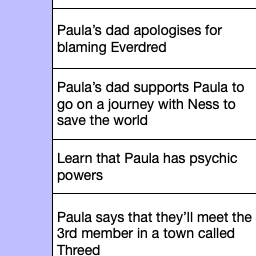 Paula's dad apologises for
blaming Everdred
Paula's dad supports Paula to
go on a journey with Ness to
save the world
Learn that Paula has psychic
powers
Paula says that they'll meet the
3rd member in a town called
Threed